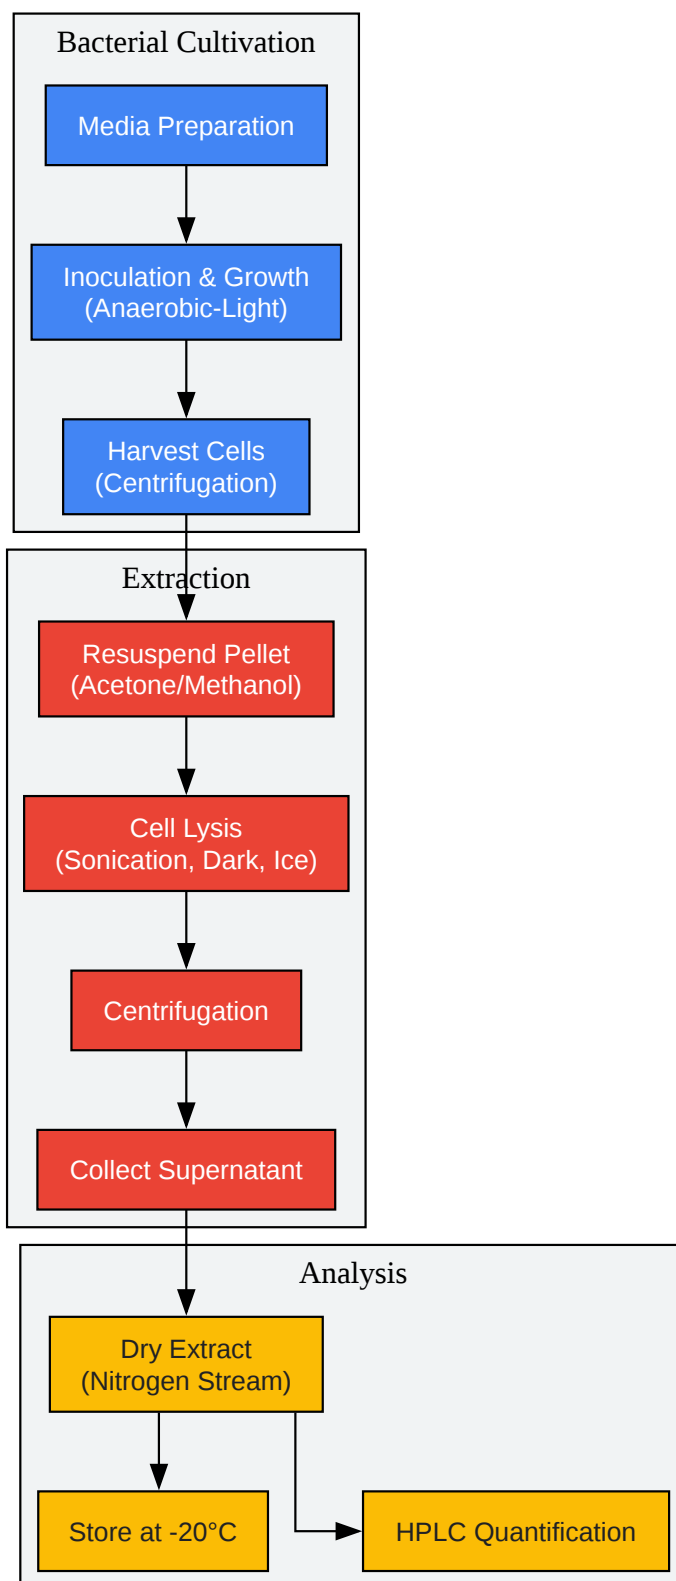 Bacterial Cultivation
Media Preparation
Inoculation & Growth
(Anaerobic-Light)
Harvest Cells
(Centrifugation)
Extraction
Resuspend Pellet
(Acetone/Methanol)
Cell Lysis
(Sonication, Dark, Ice)
Centrifugation
Collect Supernatant
Analysis
Dry Extract
(Nitrogen Stream)
Store at -20°C
HPLC Quantification